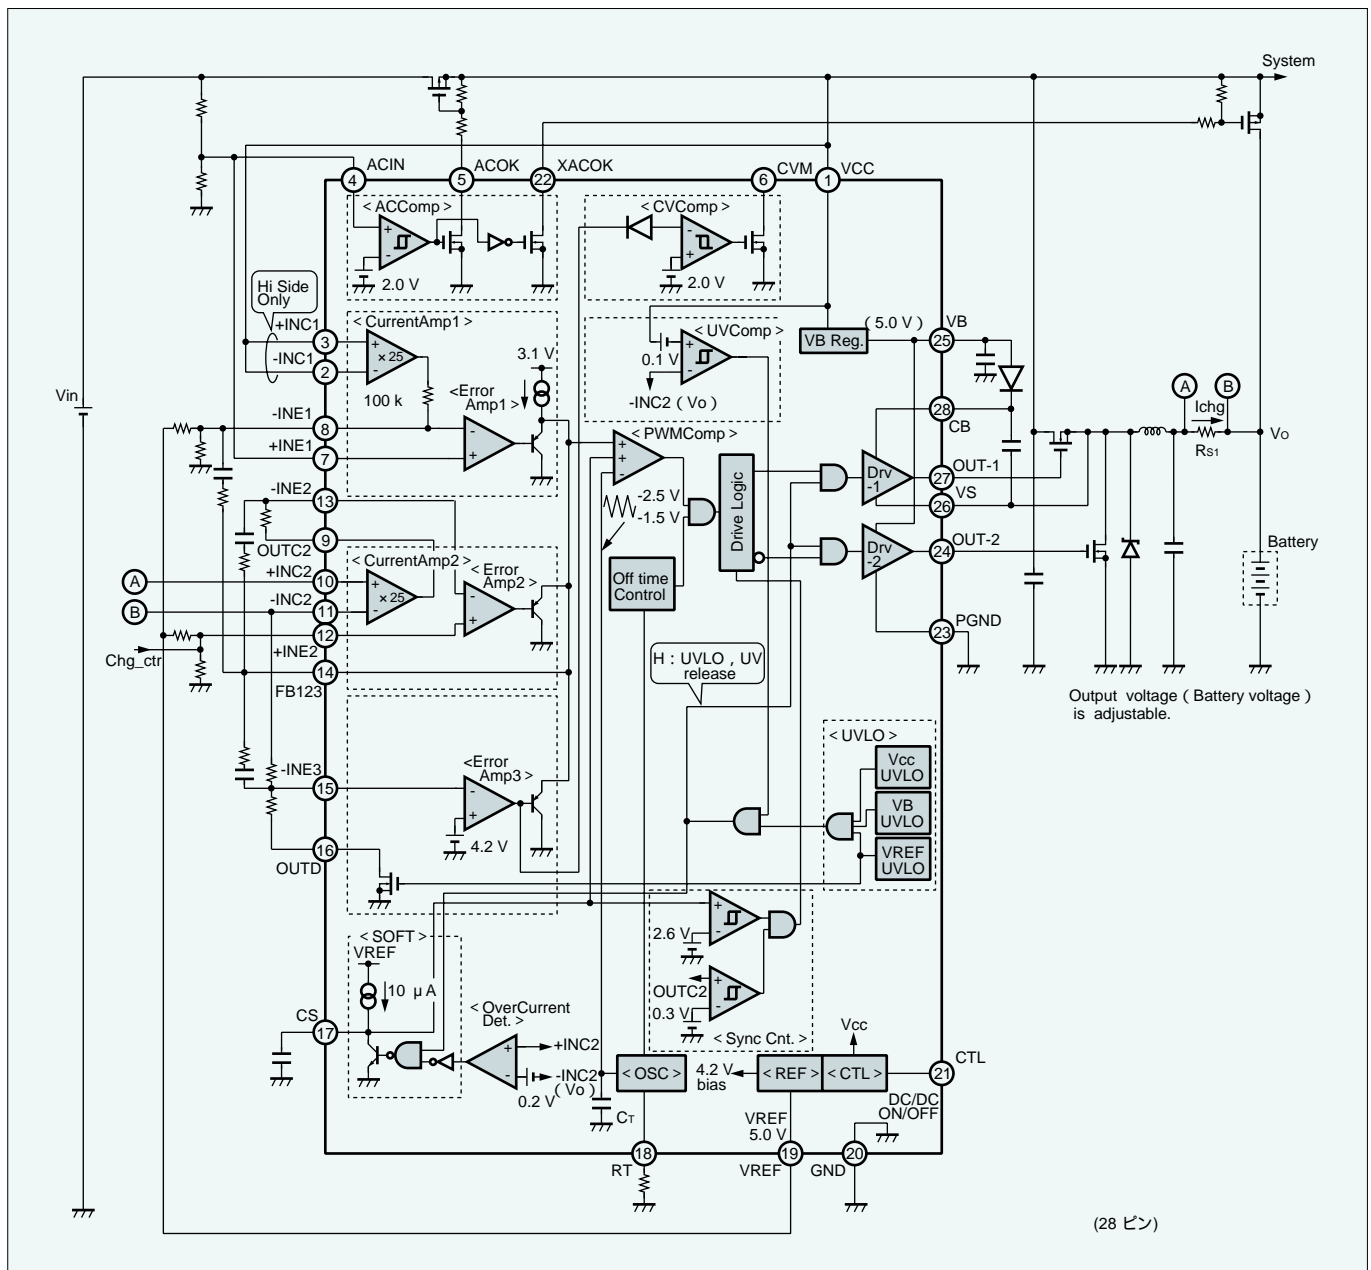 System
ACIN
ACOK
XACOK
CVM
VCC
4
5
22
6
1
< ACComp>
+
-
2.0 V
< CVComp>
-
+
2.0 V
Hi Side
Only
+INC1
3
-INC1
2
< CurrentAmp1>
+
× 25
-
100 k
3.1 V
<Error
Amp1 >
-
+
< UVComp>
0.1 V
+
-
-INC2 ( Vo )
VB Reg.
( 5.0 V )
VB
25
28
CB
A
B
Ichg
RS1
Vo
Vin
-INE1
8
+INE1
7
-INE2
13
9
OUTC2
< PWMComp>
+
+
-
-2.5 V
-1.5 V
Drive Logic
Drv
-1
27
OUT-1
26
VS
Drv
-2
24
OUT-2
Off time
Control
Battery
A
+INC2
10
-INC2
11
B
12
+INE2
Chg_ctr
14
FB123
< CurrentAmp2>
+
× 25
-
< Error
Amp2 >
-
+
PGND
23
H : UVLO , UV
release
Output voltage ( Battery voltage )
is adjustable.
< UVLO >
Vcc
UVLO
VB
UVLO
VREF
UVLO
-INE3
15
<Error
Amp3 >
-
+
4.2 V
16
OUTD
+
-
2.6 V
+
-
OUTC2
0.3 V
< Sync Cnt. >
< SOFT >
VREF
10 μ A
CS
17
< OverCurrent
Det. >
+
-
+INC2
-INC2
( Vo )
0.2 V
CT
< OSC >
4.2 V
bias
< REF >
< CTL >
Vcc
CTL
21
DC/DC
ON/OFF
VREF
5.0 V
18
RT
19
VREF
20
GND
(28 ピン)